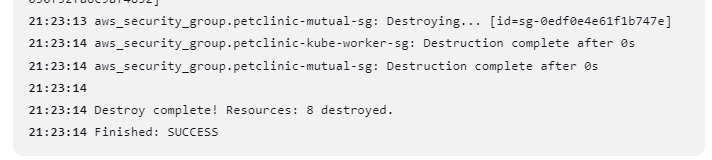 21:23:13 aws_security_group.petclinic-mutual-sg: Destroying... [id=sg-0edf0e4e61f1b747e]
21:23:14 aws_security_group.petclinic-kube-worker-sg: Destruction complete after 0s
21:23:14 aws_security_group.petclinic-mutual-sg: Destruction complete after 0s
21:23:14
21:23:14 Destroy complete! Resources: 8 destroyed.
21:23:14 Finished: SUCCESS